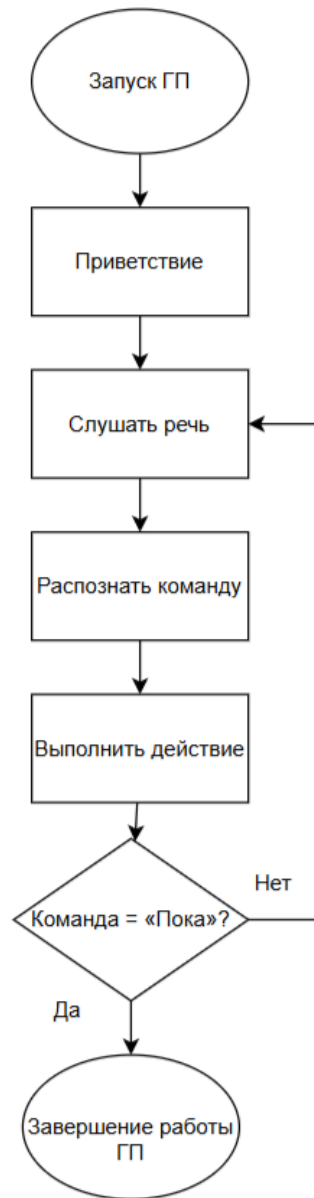 Запуск ГП
Приветствие
Слушать речь
Распознать команду
Выполнить действие
Команда = «Пока»?
Нет
Да
Завершение работы
ГП